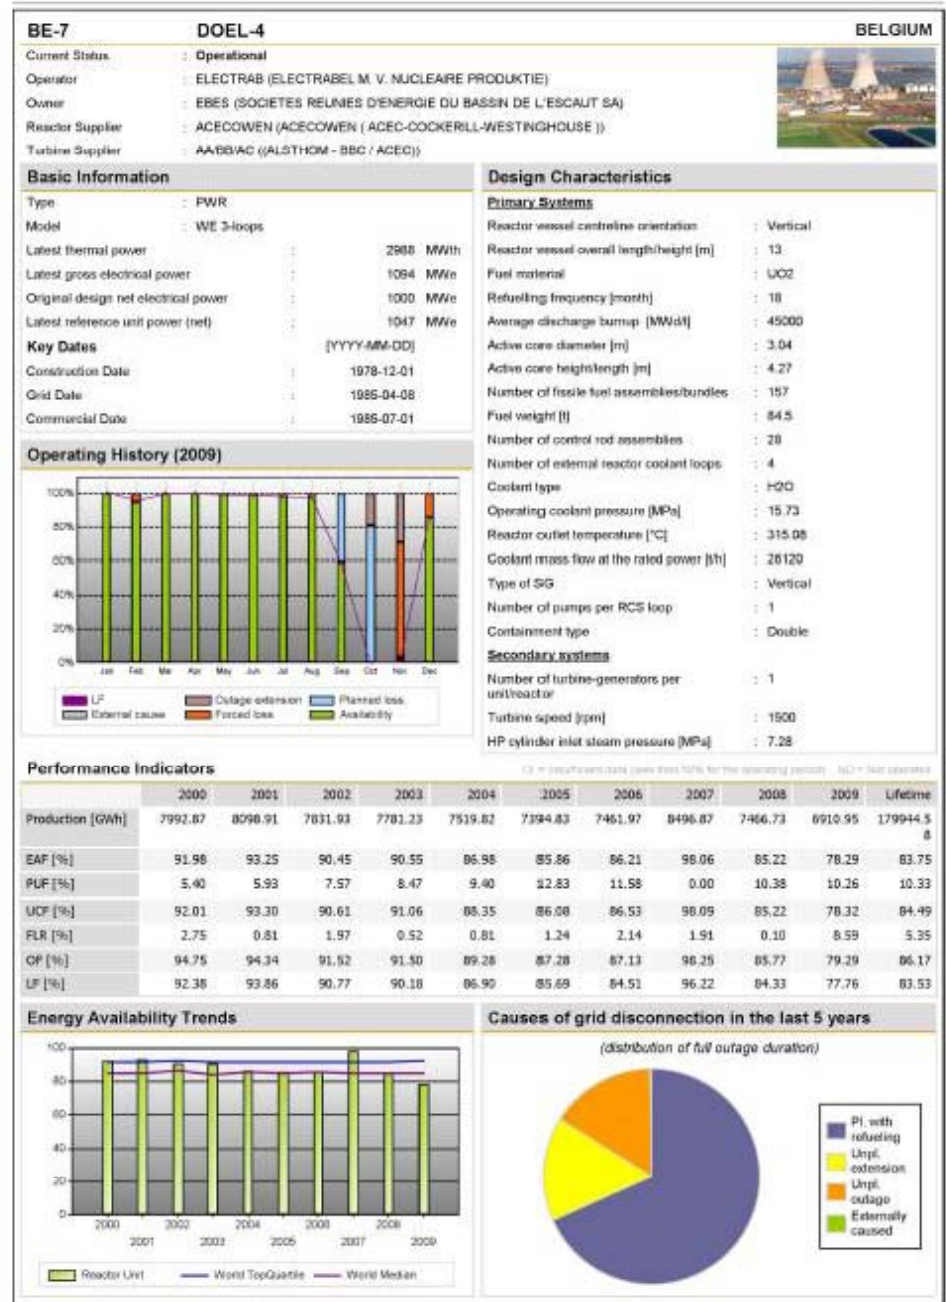 BE-7 DOEL-4 BELGIUM
Current Status : Operational
Operator : ELECTRAB (ELECTRABEL M. V. NUCLEAIRE PRODUKTIE)
Owner : EBES (SOCIETES REUNIES D'ENERGIE DU BASSIN DE L'ESCAUT SA)
Reactor Supplier : ACECOWEN (ACECOWEN ( ACEC-COCKERILL-WESTINGHOUSE ))
Turbine Supplier : AA/BB/AC ((ALSTHOM - BBC / ACEC))
Basic Information
Type : PWR
Model : WE 3-loops
Latest thermal power : 2988 MWth
Latest gross electrical power : 1094 MWe
Original design net electrical power : 1000 MWe
Latest reference unit power (net) : 1047 MWe
Key Dates [YYYY-MM-DD]
Construction Date : 1978-12-01
Grid Date : 1985-04-08
Commercial Date : 1985-07-01
Operating History (2009)
100%
80%
60%
40%
20%
0%
Jan Feb Mar Apr May Jun Jul Aug Sep Oct Nov Dec
LF Outage extension Planned loss
External cause Forced loss Availability
Design Characteristics
Primary Systems
Reactor vessel centreline orientation : Vertical
Reactor vessel overall length/height [m] : 13
Fuel material : UO2
Refuelling frequency [month] : 18
Average discharge burnup [MWd/t] : 45000
Active core diameter [m] : 3.04
Active core height/length [m] : 4.27
Number of fissile fuel assemblies/bundles : 157
Fuel weight [t] : 84.5
Number of control rod assemblies : 28
Number of external reactor coolant loops : 4
Coolant type : H2O
Operating coolant pressure [MPa] : 15.73
Reactor outlet temperature [°C] : 315.08
Coolant mass flow at the rated power [t/h] : 26120
Type of SG : Vertical
Number of pumps per RCS loop : 1
Containment type : Double
Secondary systems
Number of turbine-generators per : 1
unit/reactor
Turbine speed [rpm] : 1500
HP cylinder inlet steam pressure [MPa] : 7.28
Performance Indicators
2000 2001 2002 2003 2004 2005 2006 2007 2008 2009 Lifetime
Production [GWh] 7992.87 8098.91 7831.93 7781.23 7519.82 7394.83 7461.97 8496.87 7466.73 6910.95 179944.5
8
EAF [%] 91.98 93.25 90.45 90.55 86.98 85.86 86.21 98.06 85.22 78.29 83.75
PUF [%] 5.40 5.93 7.57 8.47 9.40 12.83 11.58 0.00 10.38 10.26 10.33
UCF [%] 92.01 93.30 90.61 91.06 88.35 86.08 86.53 98.09 85.22 78.32 84.49
FLR [%] 2.75 0.81 1.97 0.52 0.81 1.24 2.14 1.91 0.10 8.59 5.35
OF [%] 94.75 94.34 91.52 91.50 89.28 87.28 87.13 98.25 85.77 79.29 86.17
LF [%] 92.38 93.86 90.77 90.18 86.90 85.69 84.51 96.22 84.33 77.76 83.53
Energy Availability Trends
100
80
60
40
20
0
2000 2002 2004 2006 2008
2001 2003 2005 2007 2009
Reactor Unit World TopQuartile World Median
Causes of grid disconnection in the last 5 years
(distribution of full outage duration)
Pl. with
refueling
Unpl.
extension
Unpl.
outage
Externally
caused